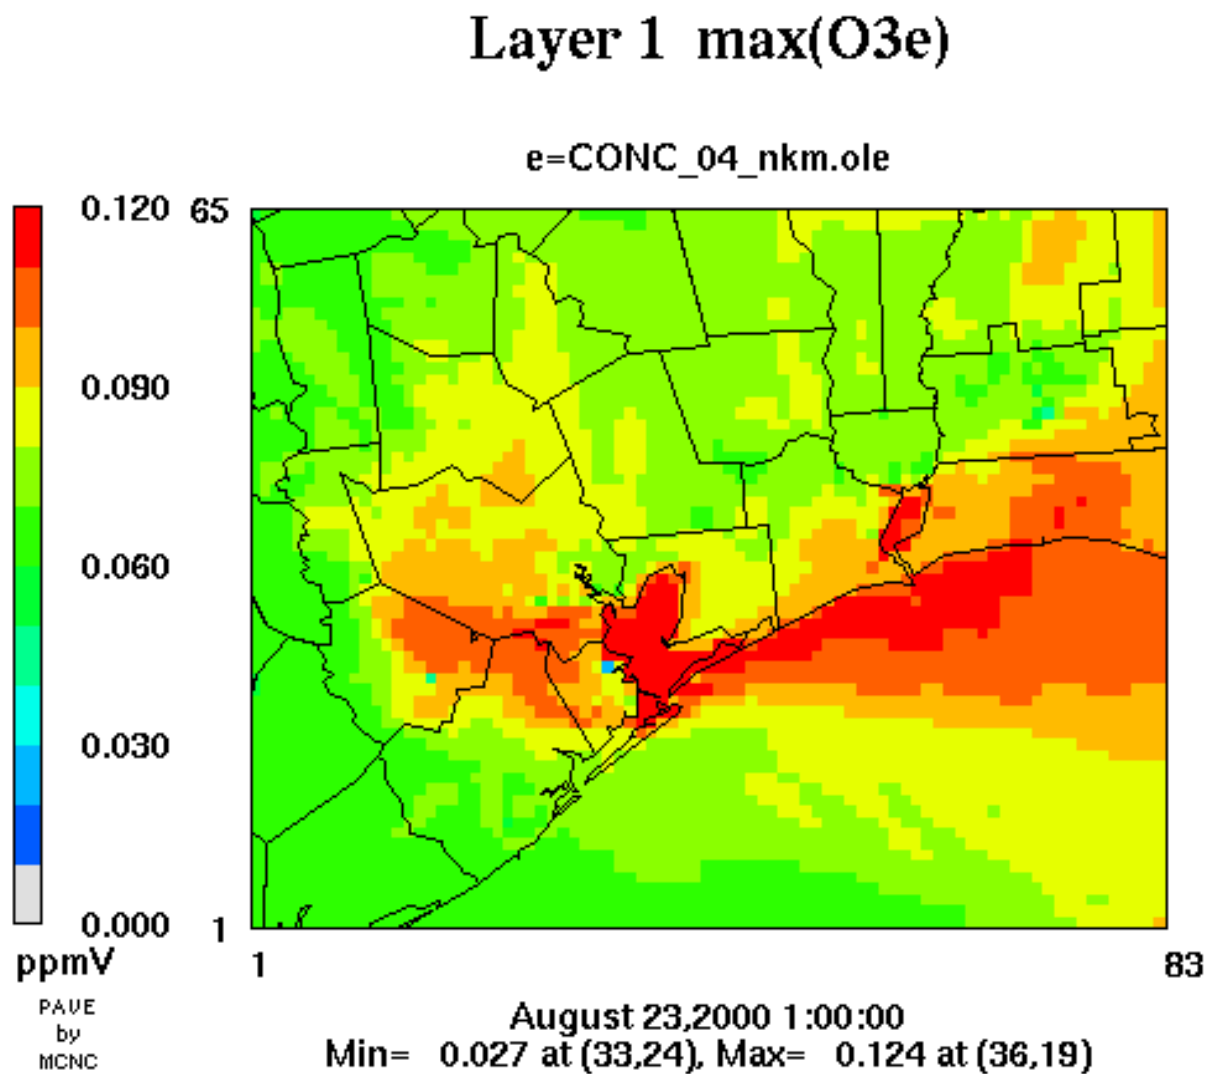 Layer 1 max(O3e)
e=CONC_04_nkm.ole
0.120
0.090
0.060
0.030
0.000
ppmV
PAVE
by
MCNC
65
1
1
83
August 23,2000 1:00:00
Min= 0.027 at (33,24), Max= 0.124 at (36,19)